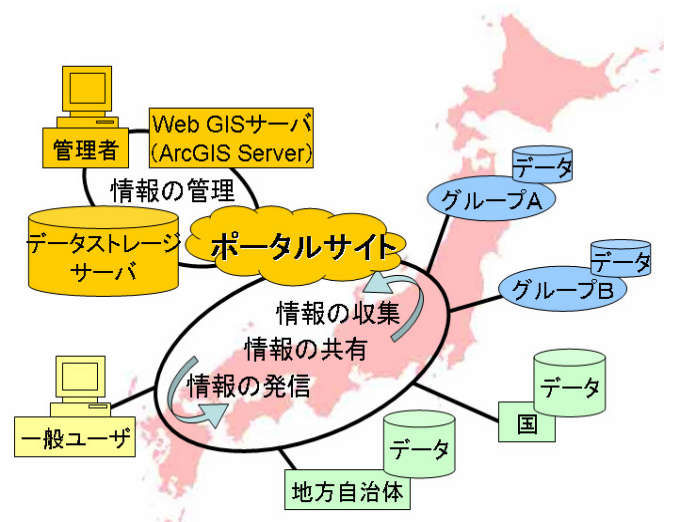 Web GISサーバ
(ArcGIS Server)
管理者
情報の管理
データストレージ
サーバ
ポータルサイト
データ
グループA
データ
グループB
情報の収集
情報の共有
情報の発信
データ
国
データ
地方自治体
一般ユーザ